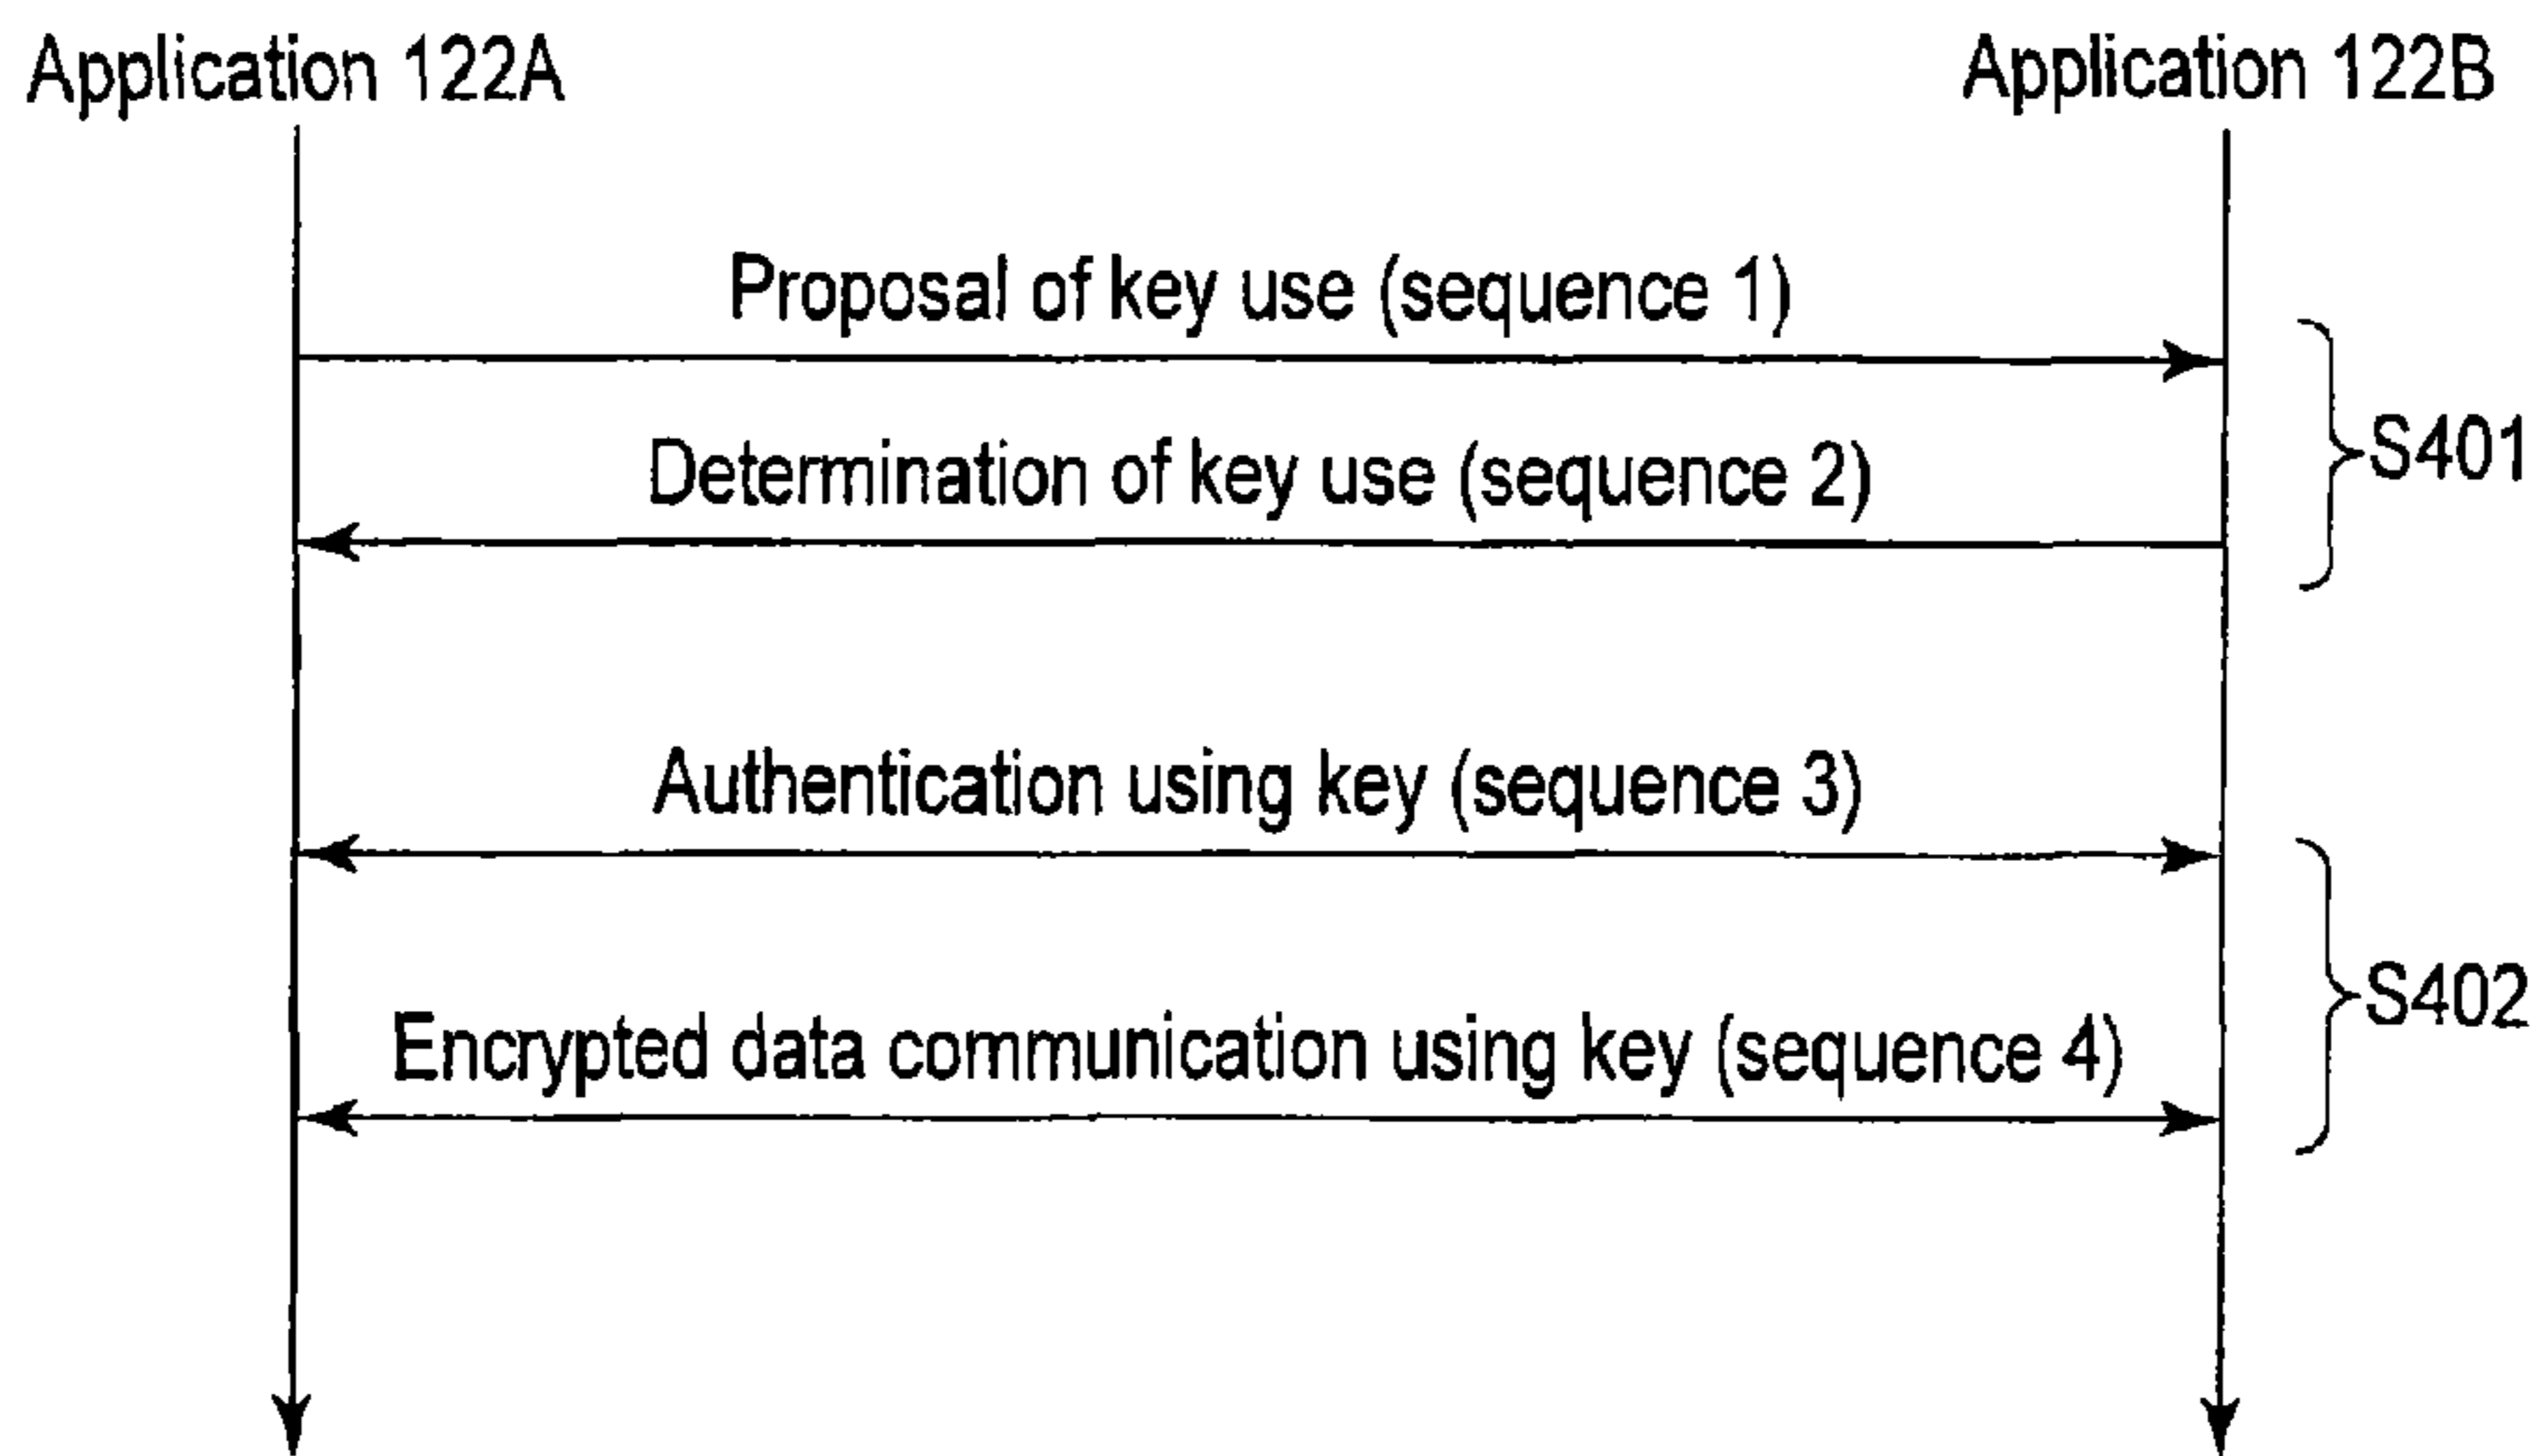 Application 122A
Application 122B
Proposal of key use (sequence 1)
Determination of key use (sequence 2)
S401
Authentication using key (sequence 3)
Encrypted data communication using key (sequence 4)
S402